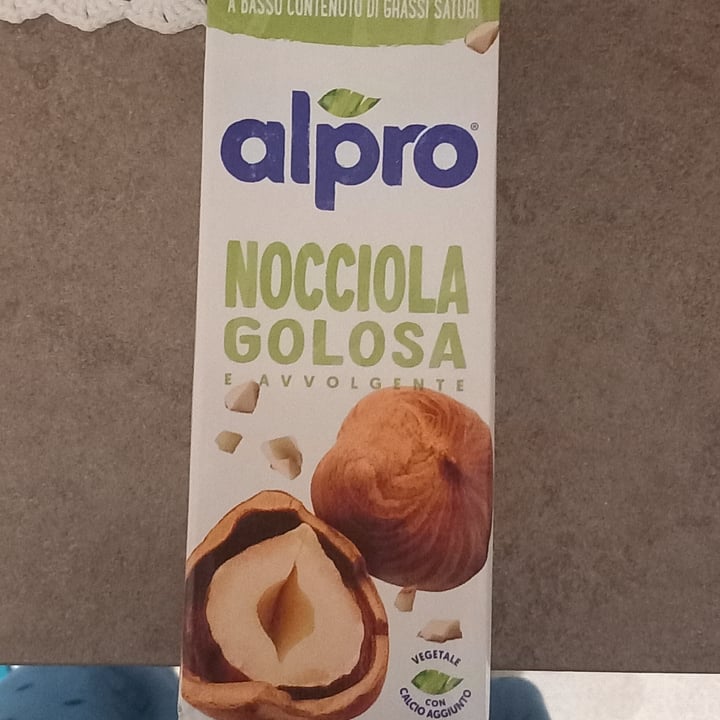 A BASSO CONTENUTO DI GRASSI SATURI
alpro®
NOCCIOLA
GOLOSA
E AVVOLGENTE
VEGETALE
CON
CALCIO AGGIUNTO